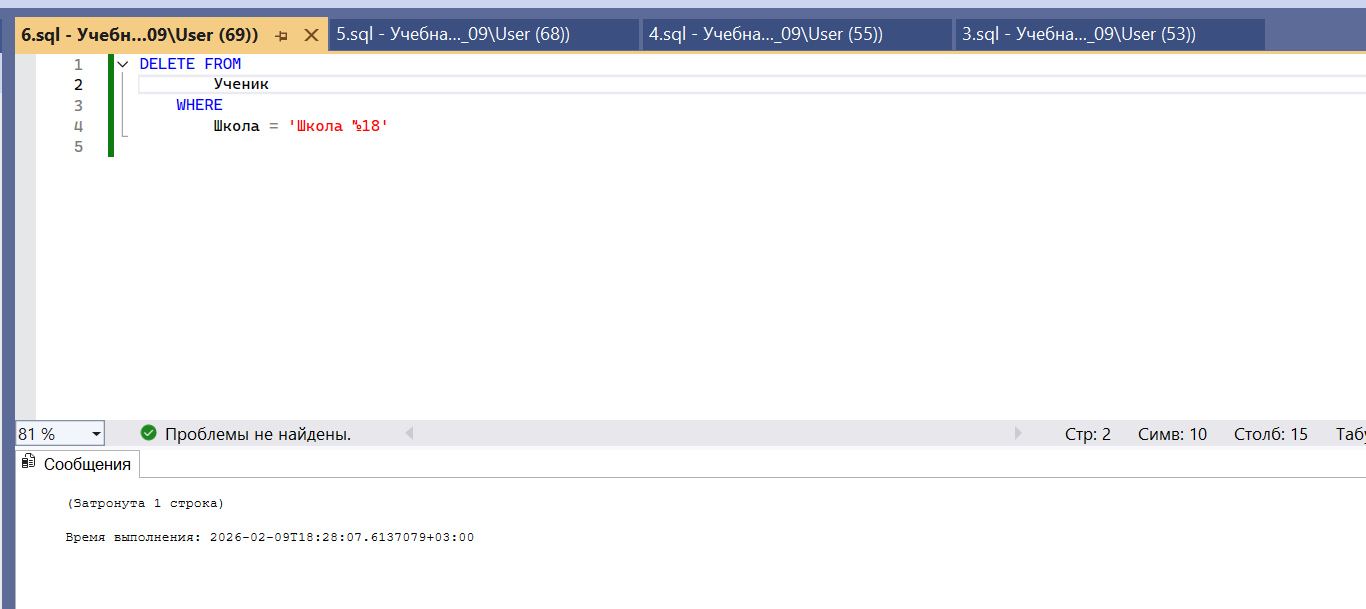 6.sql - Учебн...09\User (69))
5.sql - Учебна..._09\User (68))
4.sql - Учебна..._09\User (55))
3.sql - Учебна..._09\User (53))
1 DELETE FROM
2 Ученик
3 WHERE
4 Школа = 'Школа №18'
5
81 %
Проблемы не найдены.
Стр: 2 Симв: 10 Столб: 15 Табу
Сообщения
(Затронута 1 строка)
Время выполнения: 2026-02-09T18:28:07.6137079+03:00